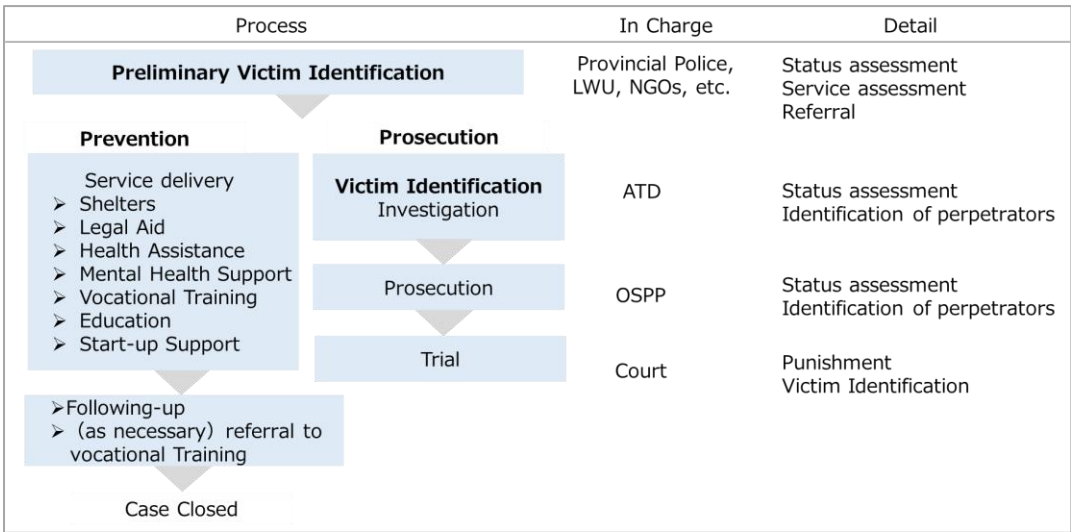 Process
In Charge
Detail
Preliminary Victim Identification
Provincial Police,
LWU, NGOs, etc.
Status assessment
Service assessment
Referral
Prevention
Service delivery
➢ Shelters
➢ Legal Aid
➢ Health Assistance
➢ Mental Health Support
➢ Vocational Training
➢ Education
➢ Start-up Support
➢Following-up
➢ (as necessary) referral to
vocational Training
Case Closed
Prosecution
Victim Identification
Investigation
ATD
Status assessment
Identification of perpetrators
Prosecution
OSPP
Status assessment
Identification of perpetrators
Trial
Court
Punishment
Victim Identification